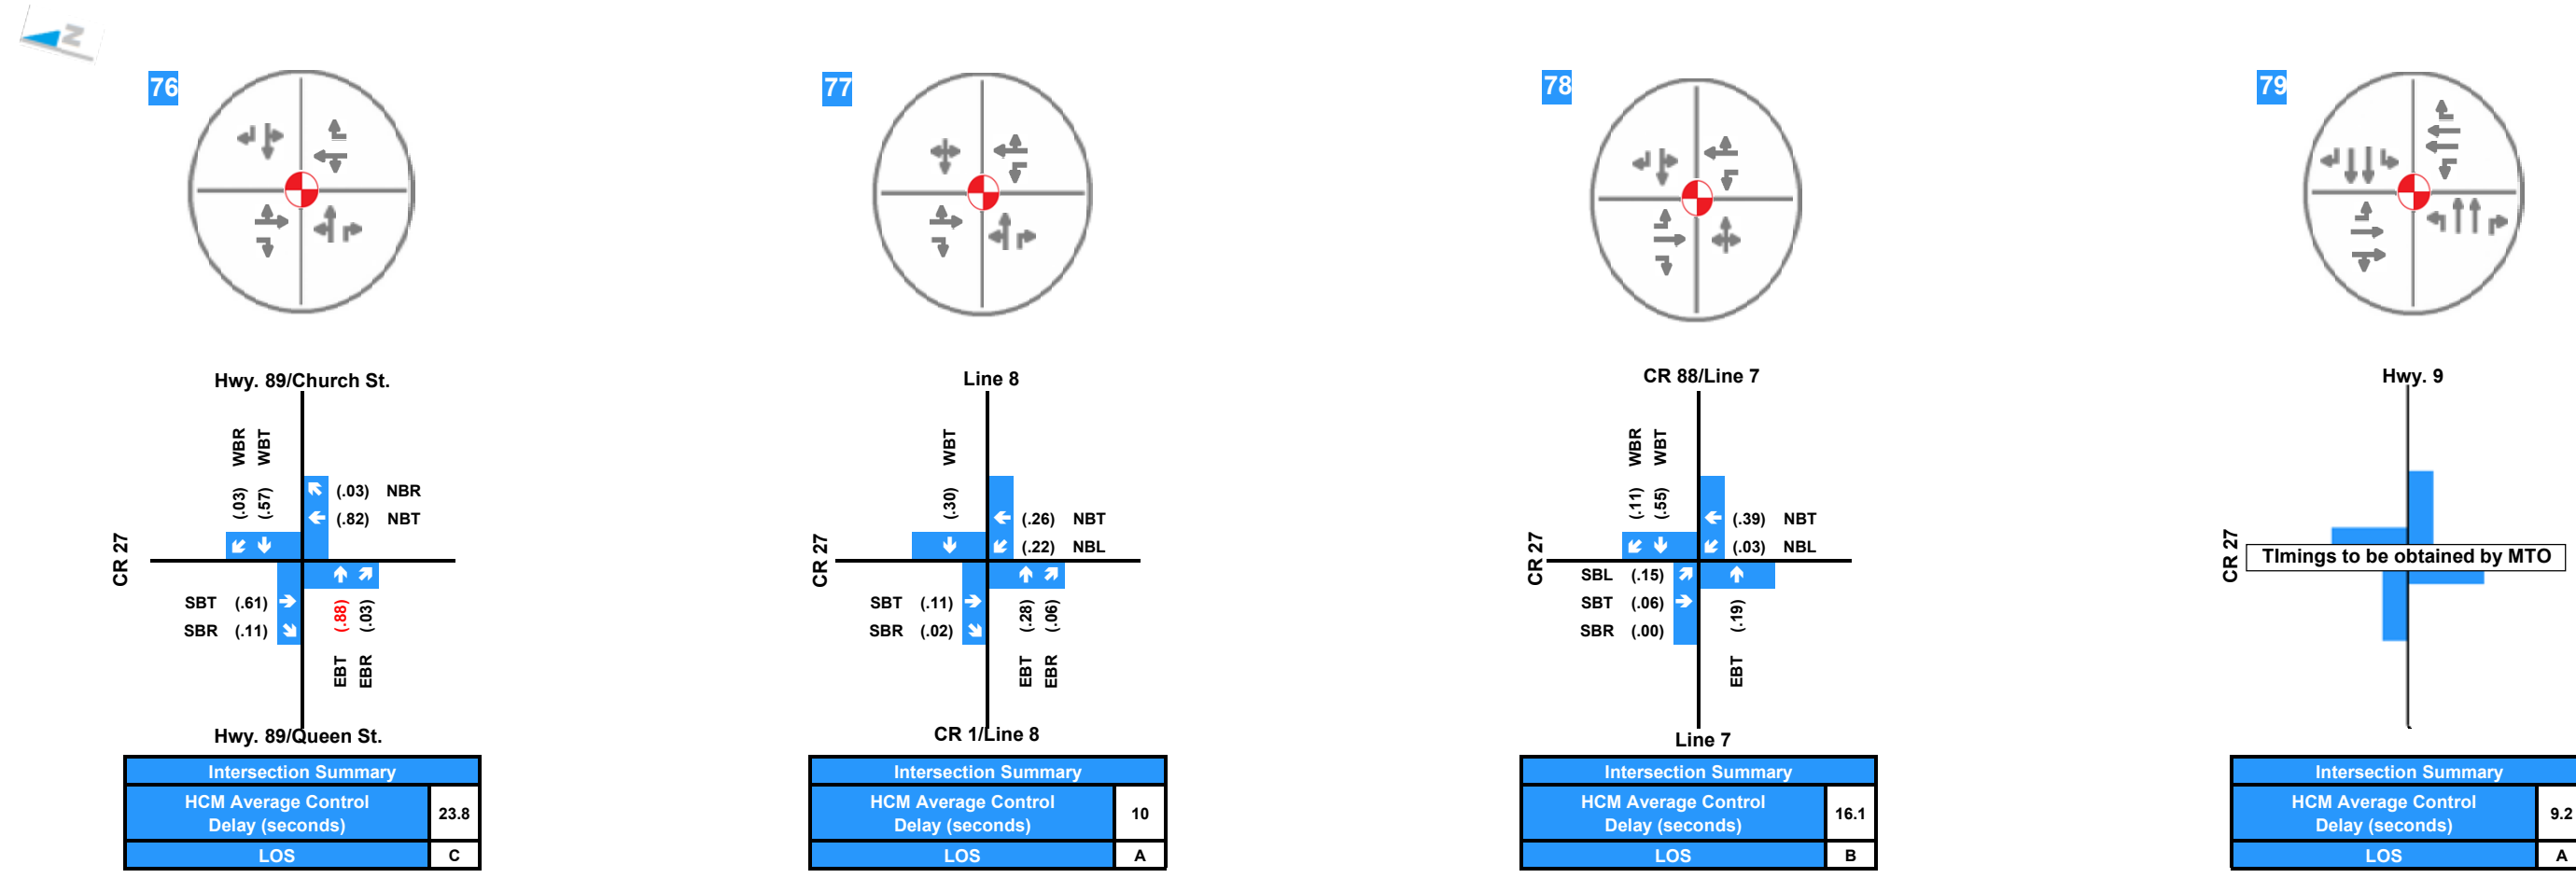 N
76
77
78
79
Hwy. 89/Church St.
WBR
WBT
(.03)
(.57)
(.03) NBR
(.82) NBT
CR 27
SBT (.61)
SBR (.11)
(.88)
(.03)
EBT
EBR
Hwy. 89/Queen St.
Intersection Summary
HCM Average Control
Delay (seconds)
23.8
LOS
C
Line 8
WBT
(.30)
(.26) NBT
(.22) NBL
CR 27
SBT (.11)
SBR (.02)
(.28)
(.06)
EBT
EBR
CR 1/Line 8
Intersection Summary
HCM Average Control
Delay (seconds)
10
LOS
A
CR 88/Line 7
WBR
WBT
(.11)
(.55)
(.39) NBT
(.03) NBL
CR 27
SBL (.15)
SBT (.06)
SBR (.00)
(.19)
EBT
Line 7
Intersection Summary
HCM Average Control
Delay (seconds)
16.1
LOS
B
Hwy. 9
CR 27
TImings to be obtained by MTO
Intersection Summary
HCM Average Control
Delay (seconds)
9.2
LOS
A